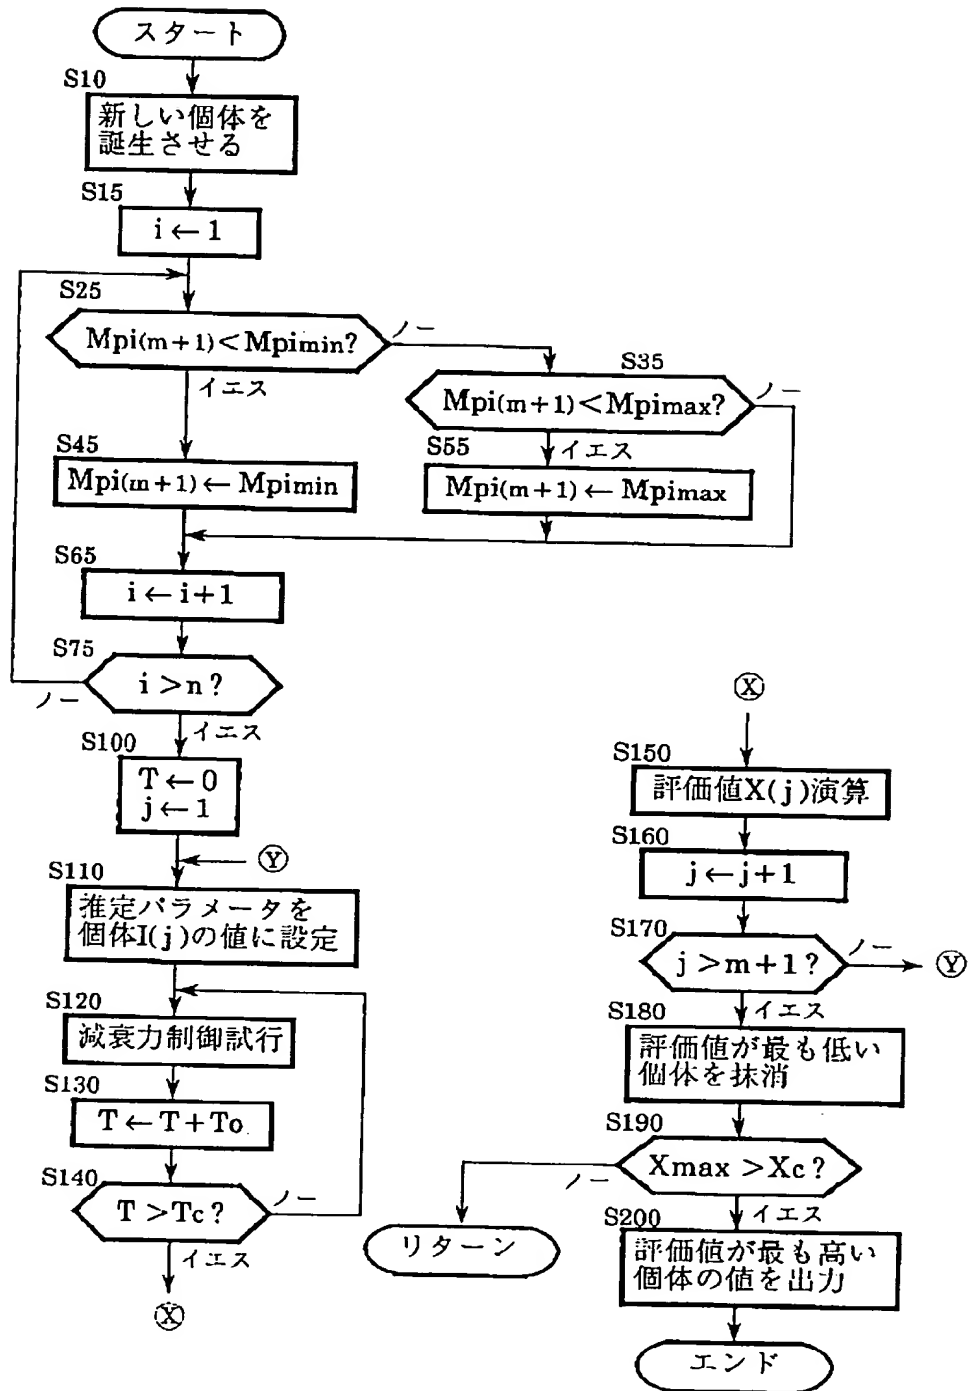 スタート
S10
新しい個体を
誕生させる
S15
i ← 1
S25
Mpi(m+1)<Mpimin?
ノー
イエス
S35
Mpi(m+1)<Mpimax?
ノー
イエス
S45
Mpi(m+1)←Mpimin
S55
Mpi(m+1)←Mpimax
S65
i ← i+1
S75
i >n?
ノー
イエス
S100
T←0
j←1
Ⓨ
S110
推定パラメータを
個体I(j)の値に設定
S120
減衰力制御試行
S130
T←T+To
S140
T>Tc?
ノー
イエス
Ⓧ
Ⓧ
S150
評価値X(j)演算
S160
j←j+1
S170
j>m+1?
ノー
Ⓨ
イエス
S180
評価値が最も低い
個体を抹消
S190
Xmax>Xc?
ノー
リターン
イエス
S200
評価値が最も高い
個体の値を出力
エンド